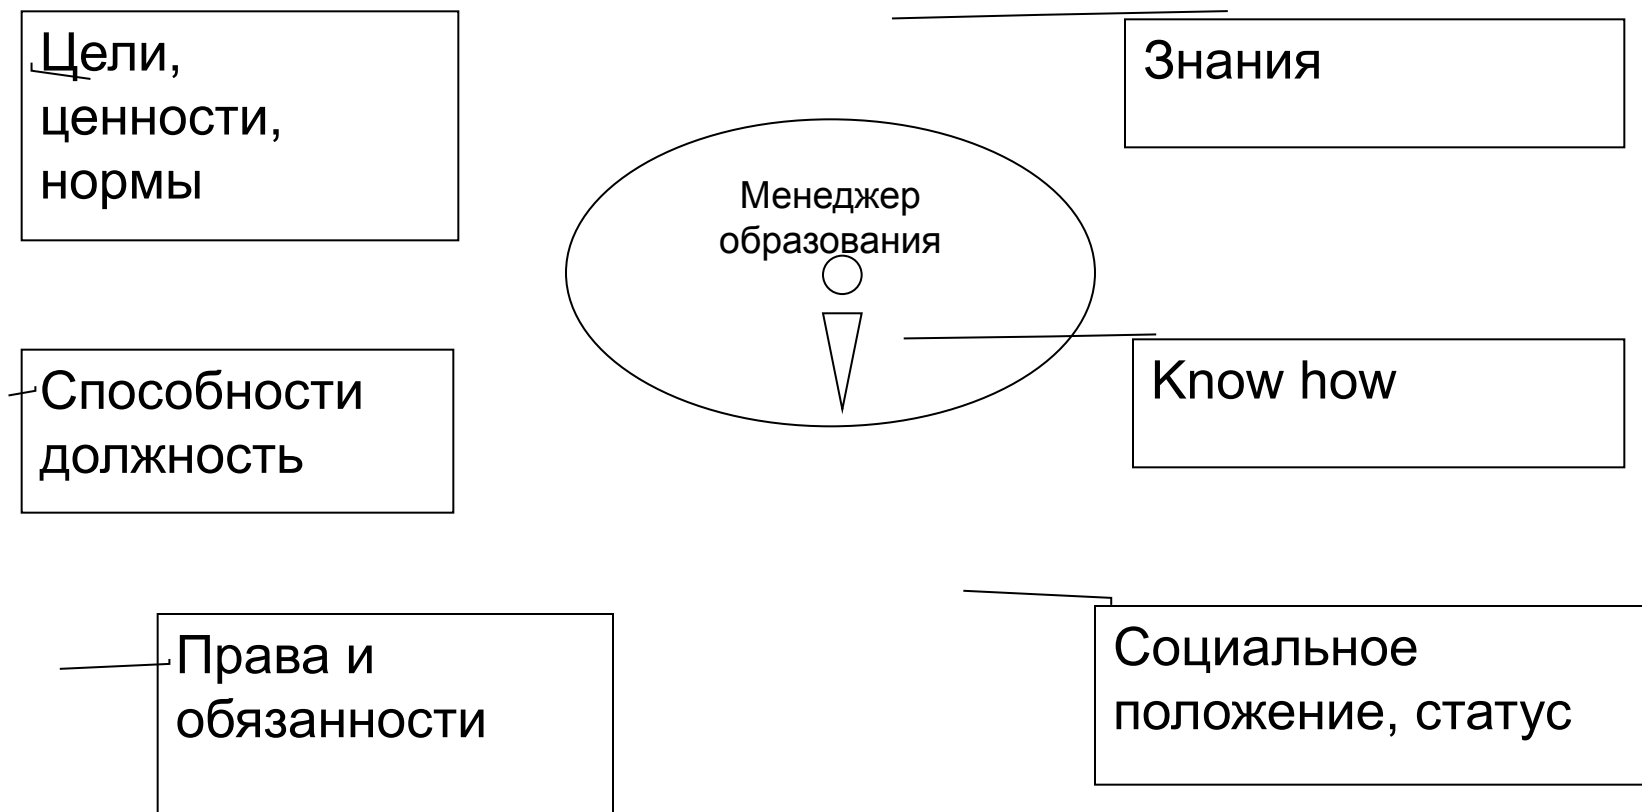 Цели,
ценности,
нормы
Знания
Менеджер
образования
Способности
должность
Know how
Права и
обязанности
Социальное
положение, статус